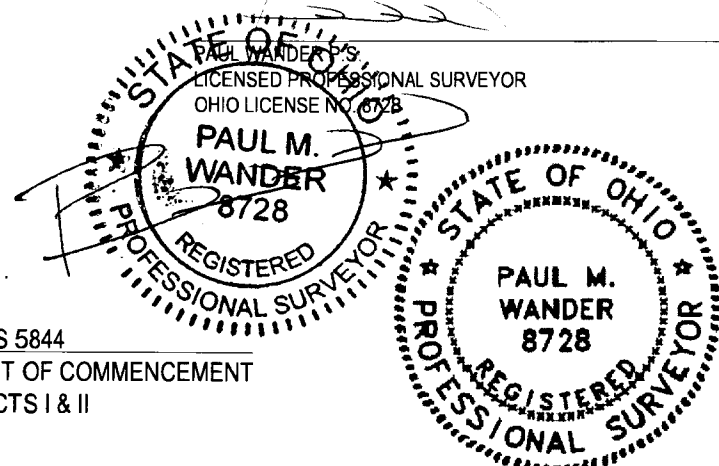 PAUL WANDER P.S.
LICENSED PROFESSIONAL SURVEYOR
OHIO LICENSE NO. 8728
STATE OF OHIO
PAUL M.
WANDER
8728
REGISTERED
PROFESSIONAL SURVEYOR
STATE OF OHIO
PAUL M.
WANDER
8728
REGISTERED
PROFESSIONAL SURVEYOR
S 5844
T OF COMMENCEMENT
CTS I & II